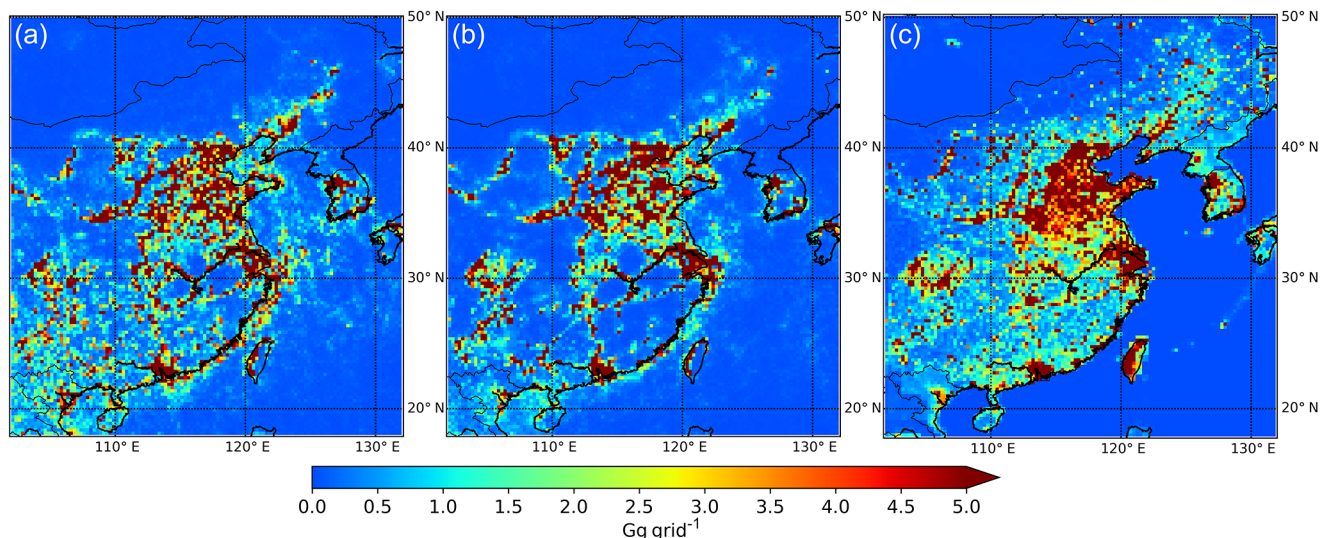 (a) (b) (c)
50° N 50° N 50° N
40° N 40° N 40° N
30° N 30° N 30° N
20° N 20° N 20° N
110° E 120° E 130° E 110° E 120° E 130° E 110° E 120° E 130° E
0.0 0.5 1.0 1.5 2.0 2.5 3.0 3.5 4.0 4.5 5.0
Gg grid⁻¹